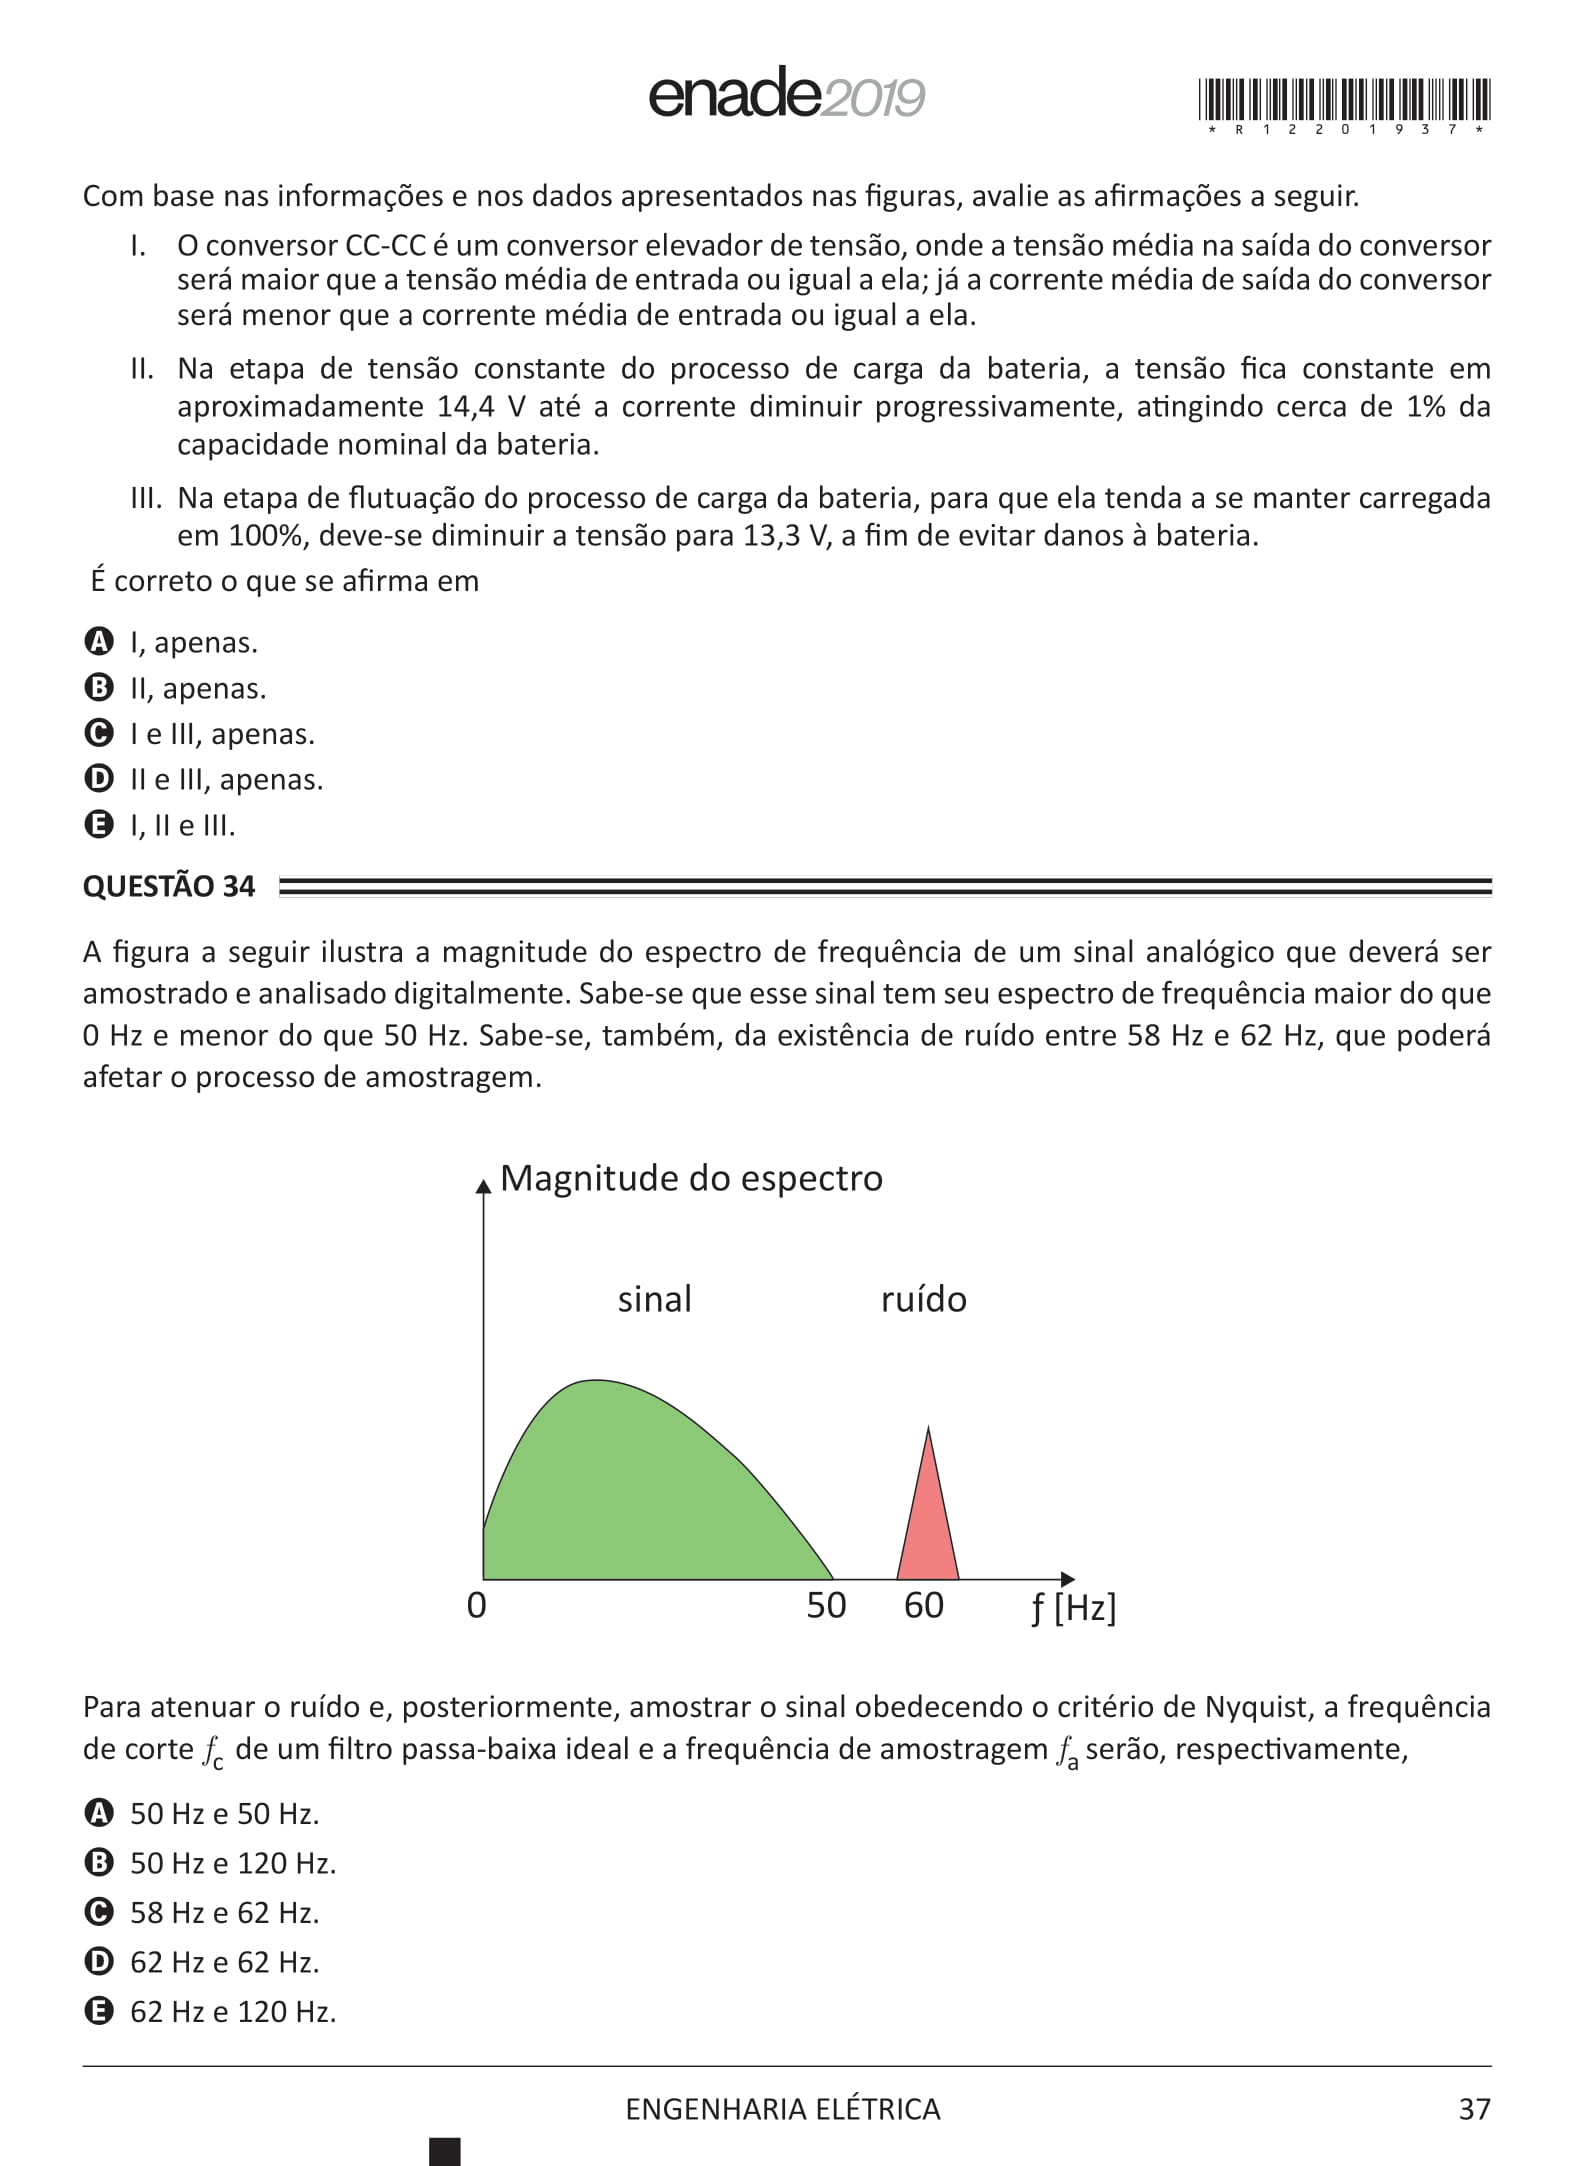 enade2019
* R 1 2 2 0 1 9 3 7 *
Com base nas informações e nos dados apresentados nas figuras, avalie as afirmações a seguir.
I. O conversor CC-CC é um conversor elevador de tensão, onde a tensão média na saída do conversor
será maior que a tensão média de entrada ou igual a ela; já a corrente média de saída do conversor
será menor que a corrente média de entrada ou igual a ela.
II. Na etapa de tensão constante do processo de carga da bateria, a tensão fica constante em
aproximadamente 14,4 V até a corrente diminuir progressivamente, atingindo cerca de 1% da
capacidade nominal da bateria.
III. Na etapa de flutuação do processo de carga da bateria, para que ela tenda a se manter carregada
em 100%, deve-se diminuir a tensão para 13,3 V, a fim de evitar danos à bateria.
É correto o que se afirma em
A I, apenas.
B II, apenas.
C I e III, apenas.
D II e III, apenas.
E I, II e III.
QUESTÃO 34
A figura a seguir ilustra a magnitude do espectro de frequência de um sinal analógico que deverá ser
amostrado e analisado digitalmente. Sabe-se que esse sinal tem seu espectro de frequência maior do que
0 Hz e menor do que 50 Hz. Sabe-se, também, da existência de ruído entre 58 Hz e 62 Hz, que poderá
afetar o processo de amostragem.
Magnitude do espectro
sinal ruído
0 50 60 ƒ [Hz]
Para atenuar o ruído e, posteriormente, amostrar o sinal obedecendo o critério de Nyquist, a frequência
de corte fc de um filtro passa-baixa ideal e a frequência de amostragem fa serão, respectivamente,
A 50 Hz e 50 Hz.
B 50 Hz e 120 Hz.
C 58 Hz e 62 Hz.
D 62 Hz e 62 Hz.
E 62 Hz e 120 Hz.
ENGENHARIA ELÉTRICA 37